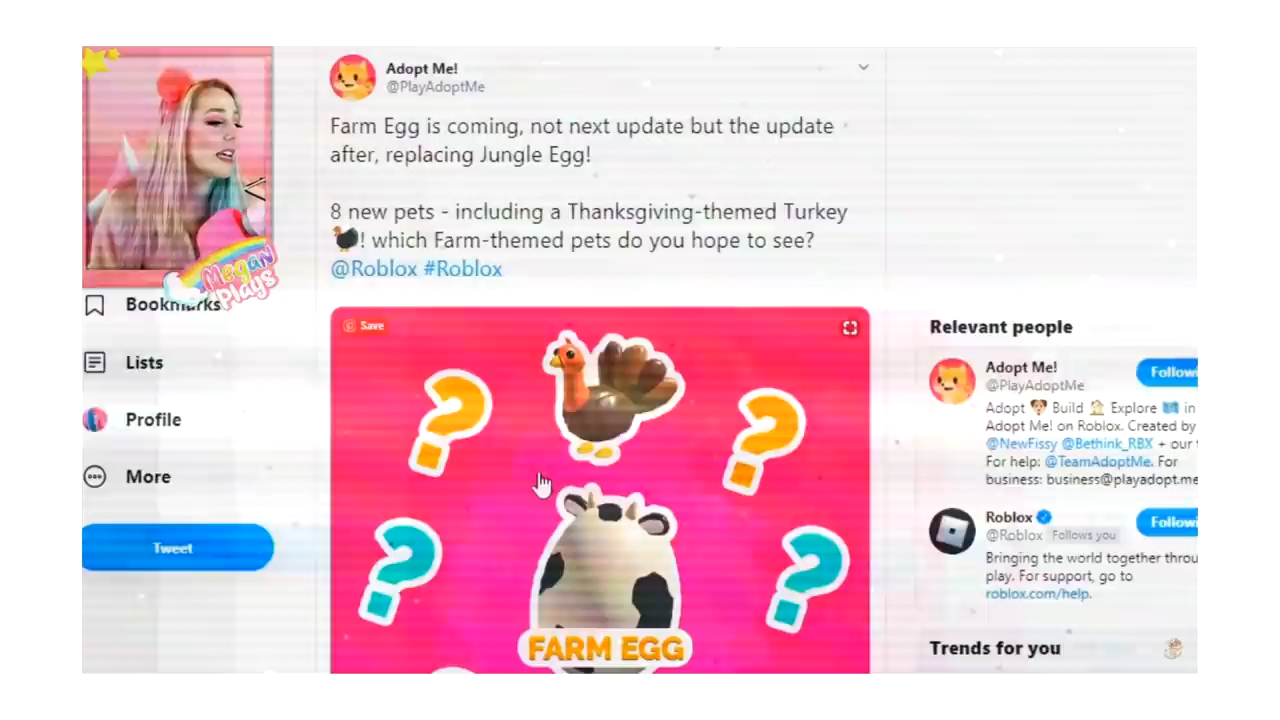 Adopt Me!
@PlayAdoptMe
Farm Egg is coming, not next update but the update
after, replacing Jungle Egg!
8 new pets - including a Thanksgiving-themed Turkey
! which Farm-themed pets do you hope to see?
@Roblox #Roblox
Save
FARM EGG
Megan
Plays
Bookmarks
Lists
Profile
More
Tweet
Relevant people
Adopt Me!
@PlayAdoptMe
Followi
Adopt Build Explore in
Adopt Me! on Roblox. Created by
@NewFissy @Bethink_RBX + our
For help: @TeamAdoptMe. For
business: business@playadopt.me
Roblox
@Roblox Follows you
Followi
Bringing the world together throu
play. For support, go to
roblox.com/help.
Trends for you